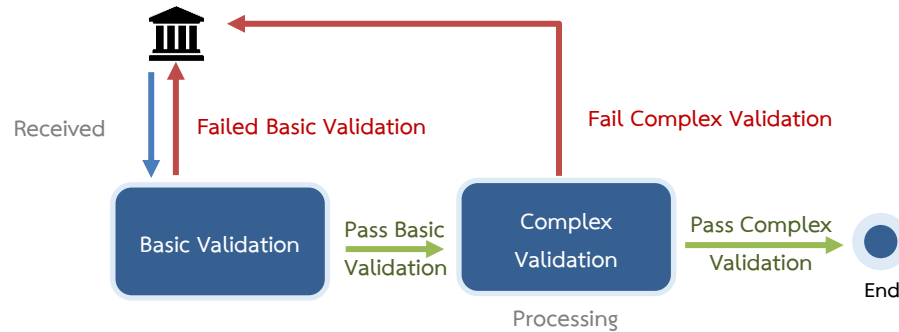 Received
Failed Basic Validation
Fail Complex Validation
Basic Validation
Pass Basic
Validation
Complex
Validation
Pass Complex
Validation
End
Processing